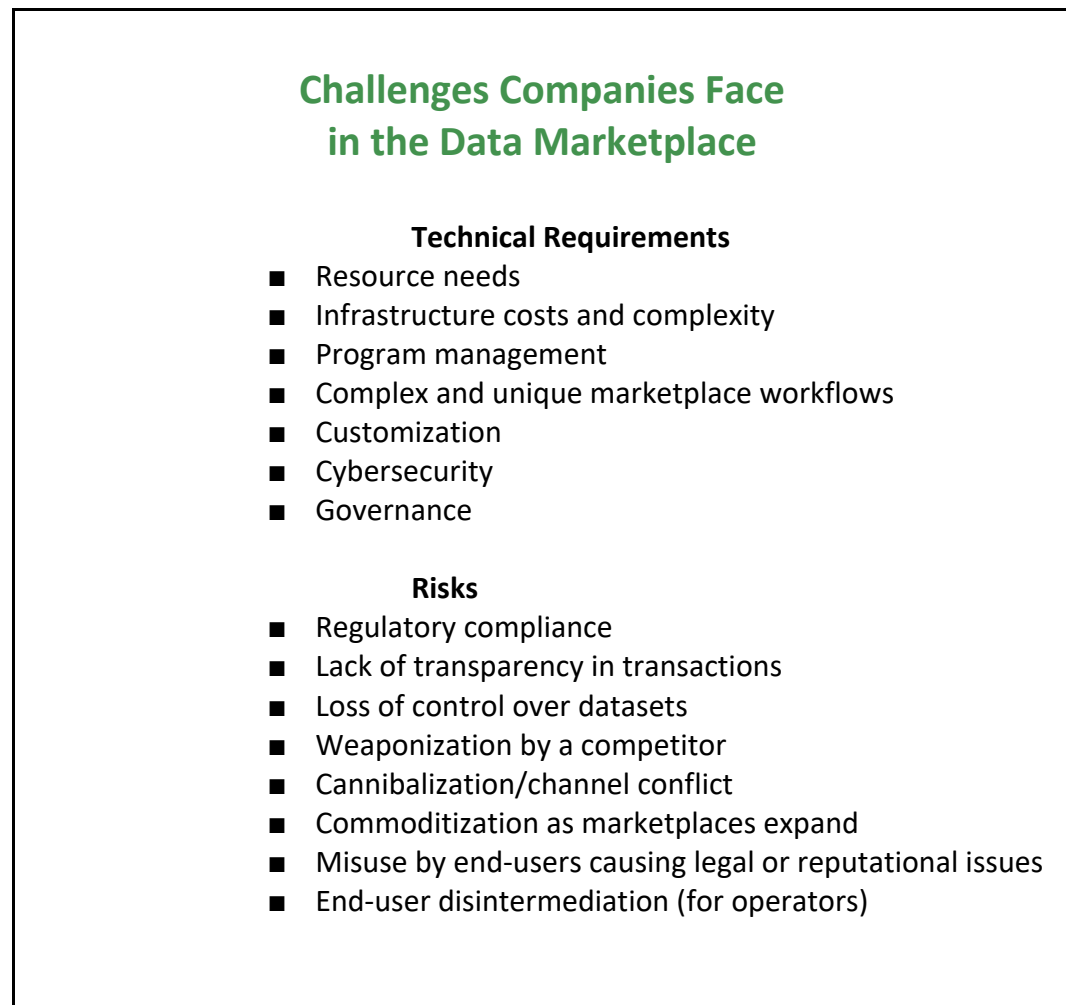 Challenges Companies Face
in the Data Marketplace
Technical Requirements
■ Resource needs
■ Infrastructure costs and complexity
■ Program management
■ Complex and unique marketplace workflows
■ Customization
■ Cybersecurity
■ Governance
Risks
■ Regulatory compliance
■ Lack of transparency in transactions
■ Loss of control over datasets
■ Weaponization by a competitor
■ Cannibalization/channel conflict
■ Commoditization as marketplaces expand
■ Misuse by end-users causing legal or reputational issues
■ End-user disintermediation (for operators)